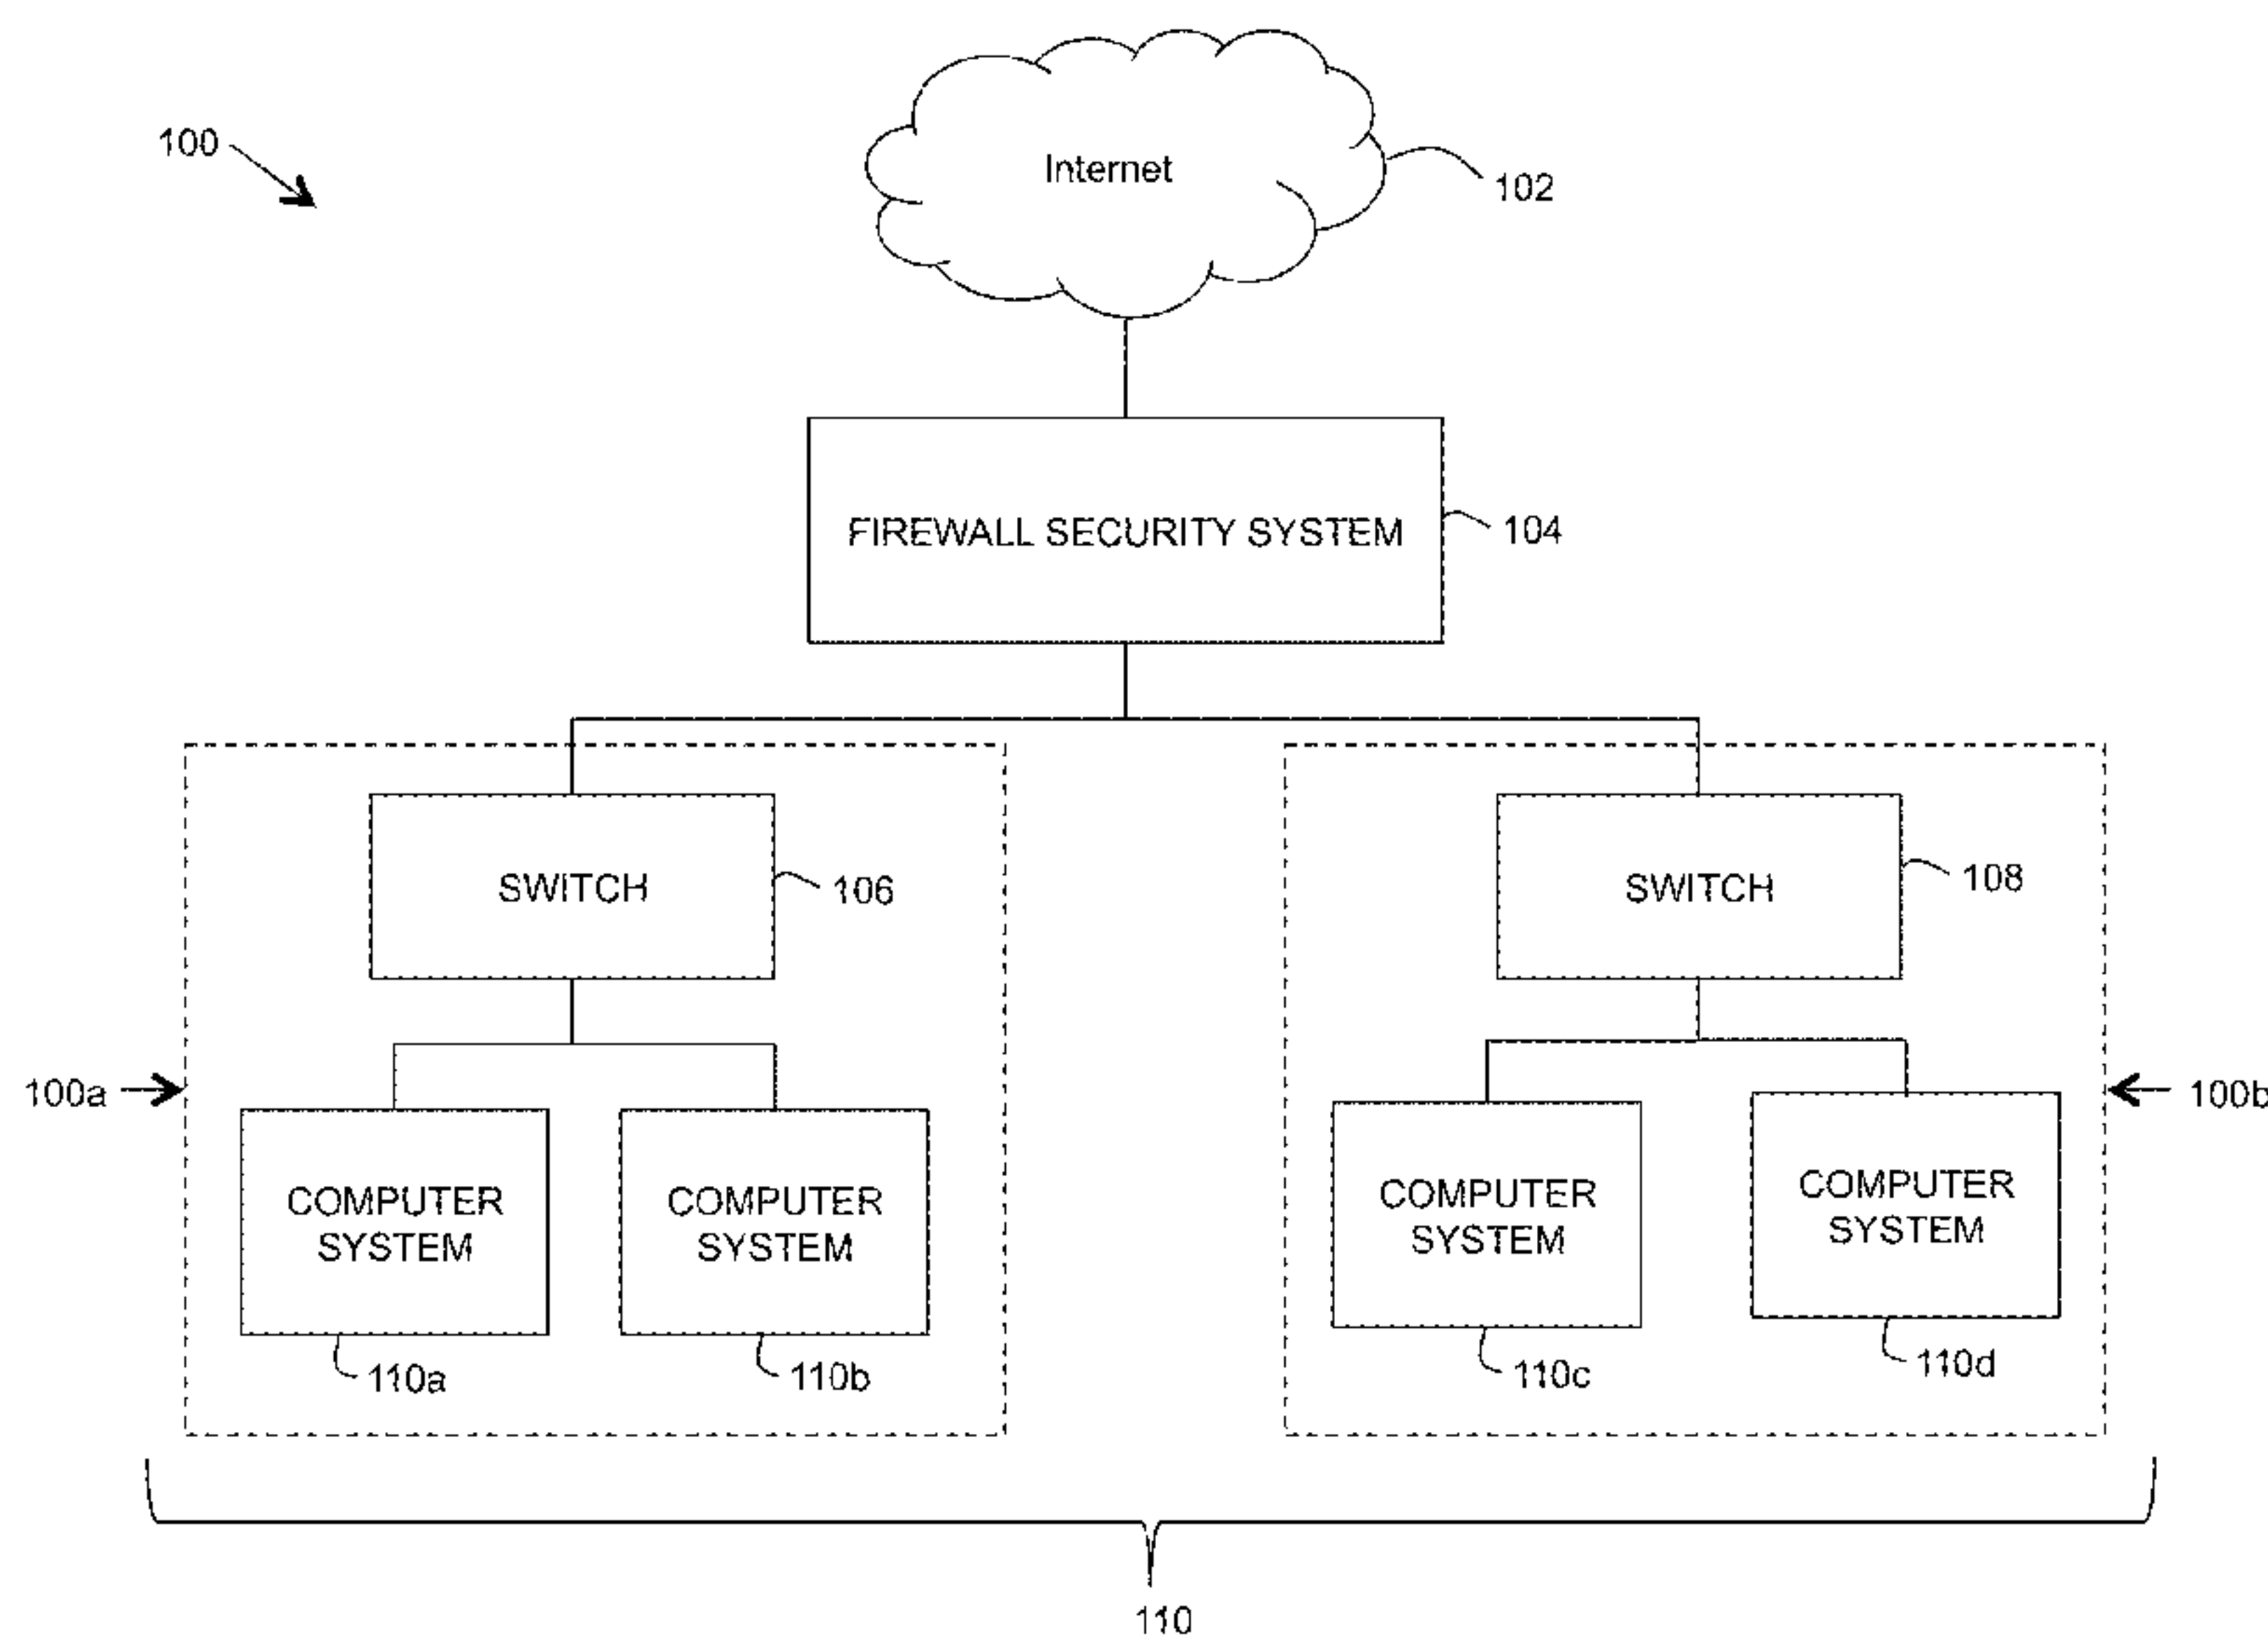 100
Internet
102
FIREWALL SECURITY SYSTEM
104
SWITCH
106
SWITCH
108
100a
100b
COMPUTER
SYSTEM
COMPUTER
SYSTEM
COMPUTER
SYSTEM
COMPUTER
SYSTEM
110a
110b
110c
110d
110